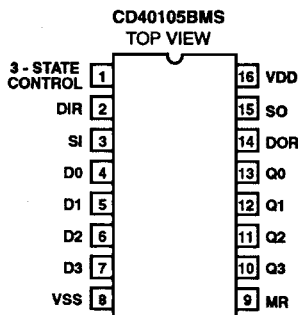 CD40105BMS
TOP VIEW
3 - STATE
CONTROL 1 16 VDD
DIR 2 15 SO
SI 3 14 DOR
D0 4 13 Q0
D1 5 12 Q1
D2 6 11 Q2
D3 7 10 Q3
VSS 8 9 MR